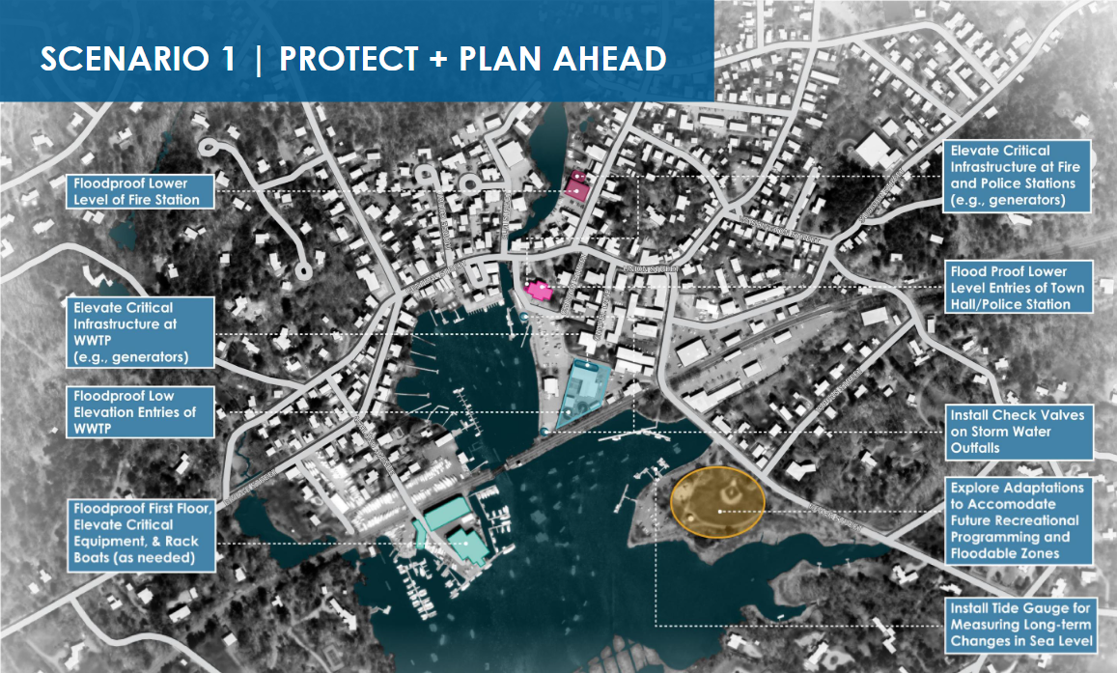 SCENARIO 1 | PROTECT + PLAN AHEAD
Floodproof Lower
Level of Fire Station
Elevate Critical
Infrastructure at
WWTP
(e.g., generators)
Floodproof Low
Elevation Entries of
WWTP
Floodproof First Floor,
Elevate Critical
Equipment, & Rack
Boats (as needed)
Elevate Critical
Infrastructure at Fire
and Police Stations
(e.g., generators)
Flood Proof Lower
Level Entries of Town
Hall/Police Station
Install Check Valves
on Storm Water
Outfalls
Explore Adaptations
to Accomodate
Future Recreational
Programming and
Floodable Zones
Install Tide Gauge for
Measuring Long-term
Changes in Sea Level